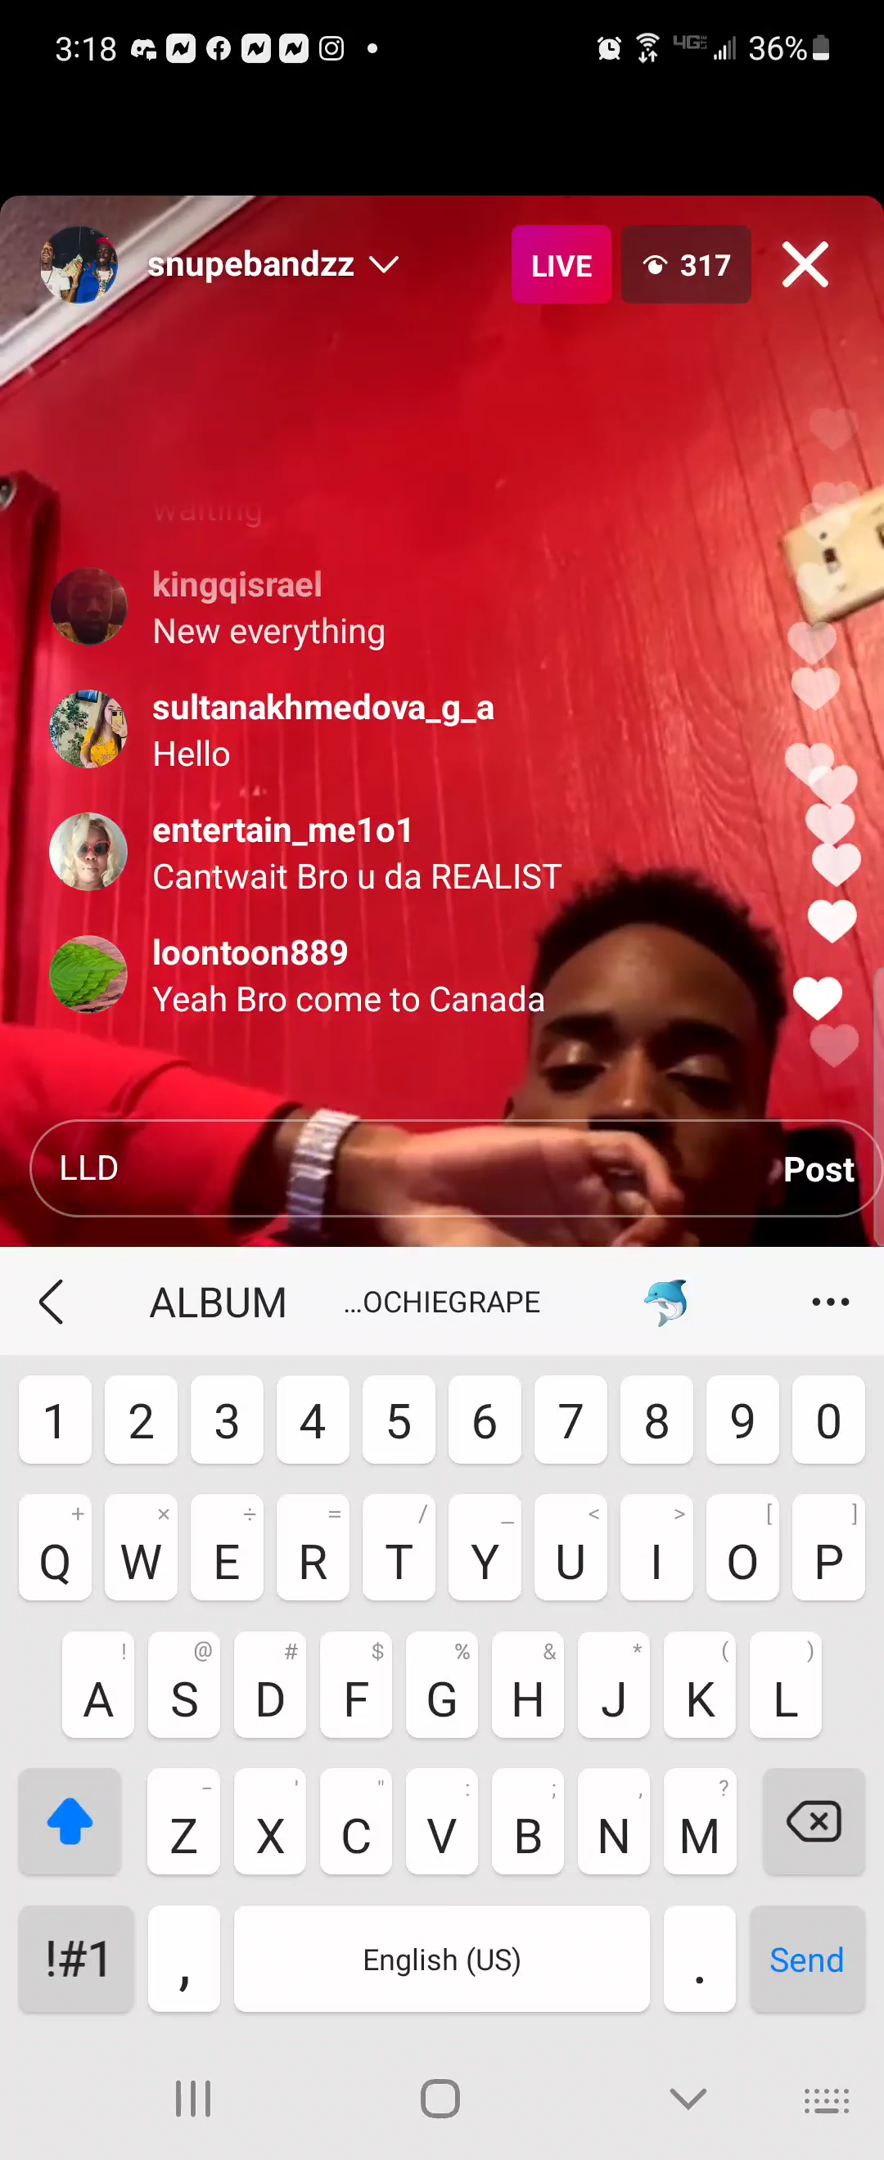 3:18
4G
36%
snupebandzz
LIVE
317
waiting
kingqisrael
New everything
sultanakhmedova_g_a
Hello
entertain_me1o1
Cantwait Bro u da REALIST
loontoon889
Yeah Bro come to Canada
LLD
Post
ALBUM ...OCHIEGRAPE
1 2 3 4 5 6 7 8 9 0
+ × ÷ = / _ < > [ ]
Q W E R T Y U I O P
! @ # $ % & * ( )
A S D F G H J K L
- ' " : ; , ?
Z X C V B N M
!#1 , English (US) . Send